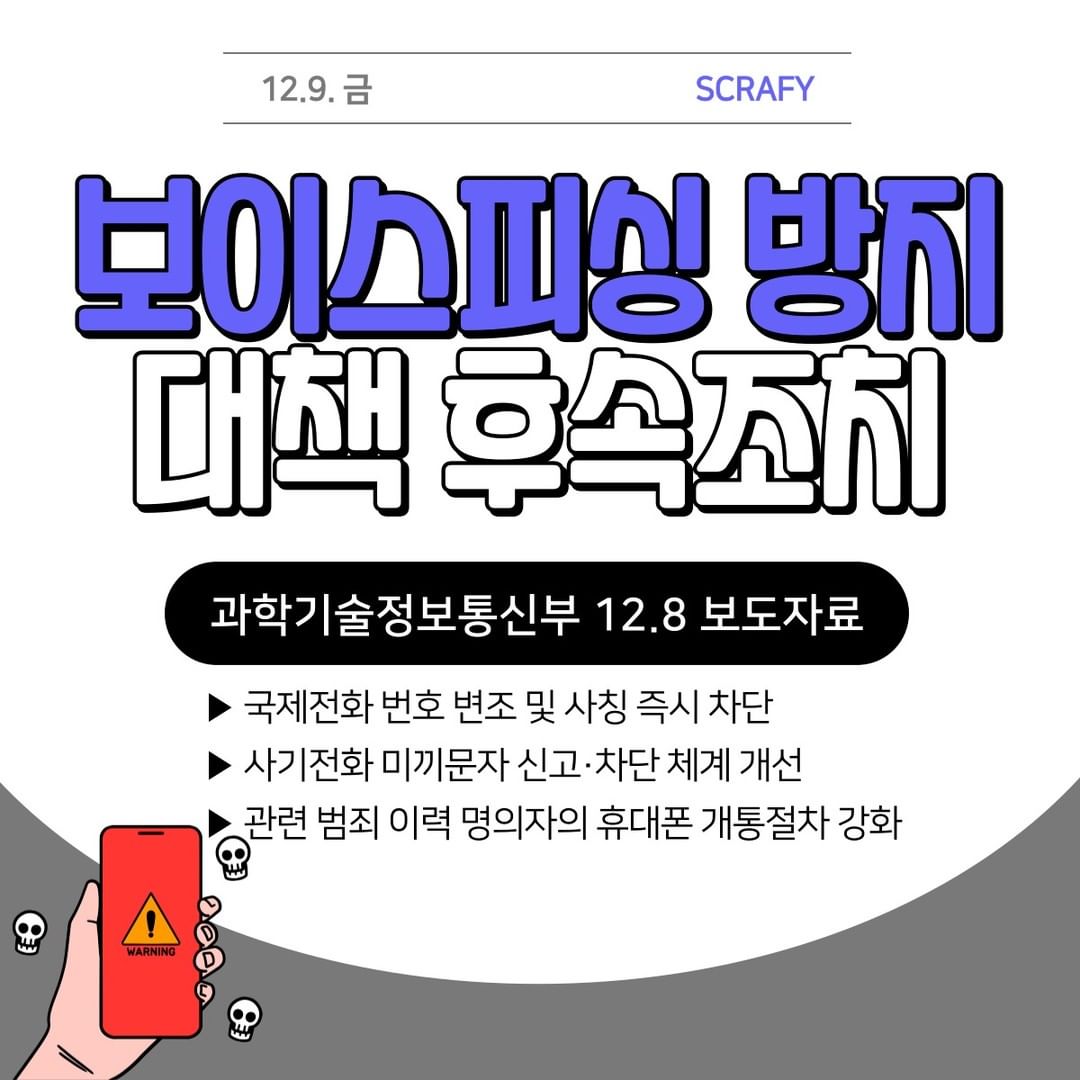 12.9. 금
SCRAFY
보이스피싱 방지
대책 후속조치
과학기술정보통신부 12.8 보도자료
▶ 국제전화 번호 변조 및 사칭 즉시 차단
▶ 사기전화 미끼문자 신고·차단 체계 개선
▶ 관련 범죄 이력 명의자의 휴대폰 개통절차 강화
WARNING